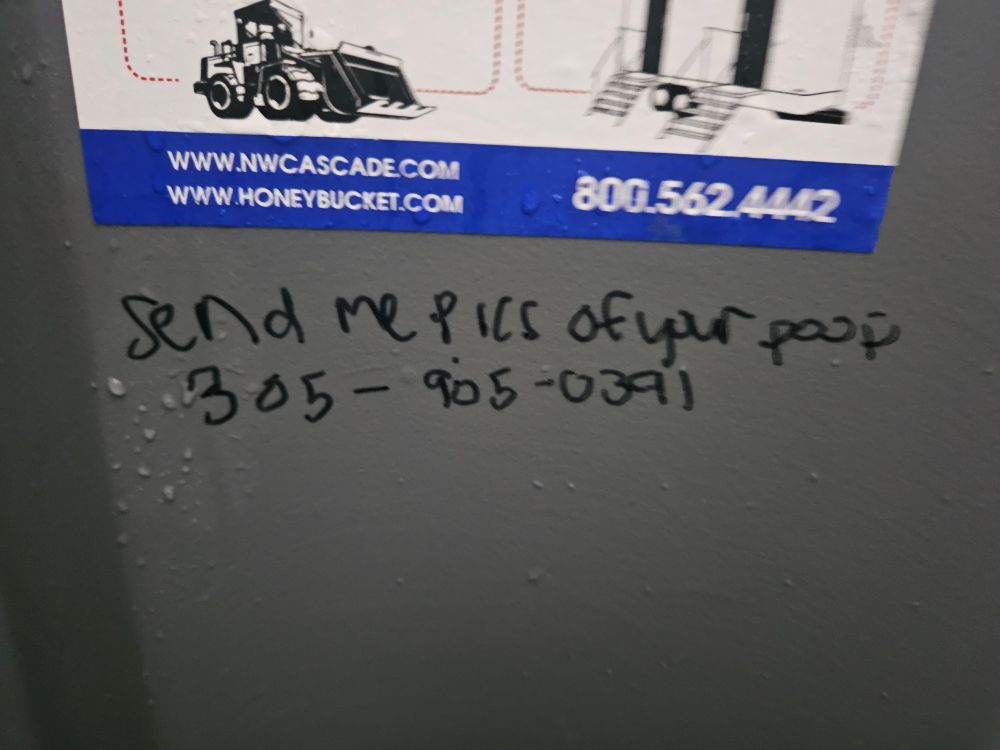 WWW.NWCASCADE.COM
WWW.HONEYBUCKET.COM
800.562.4442
Send me pics of your poop
305-905-0391